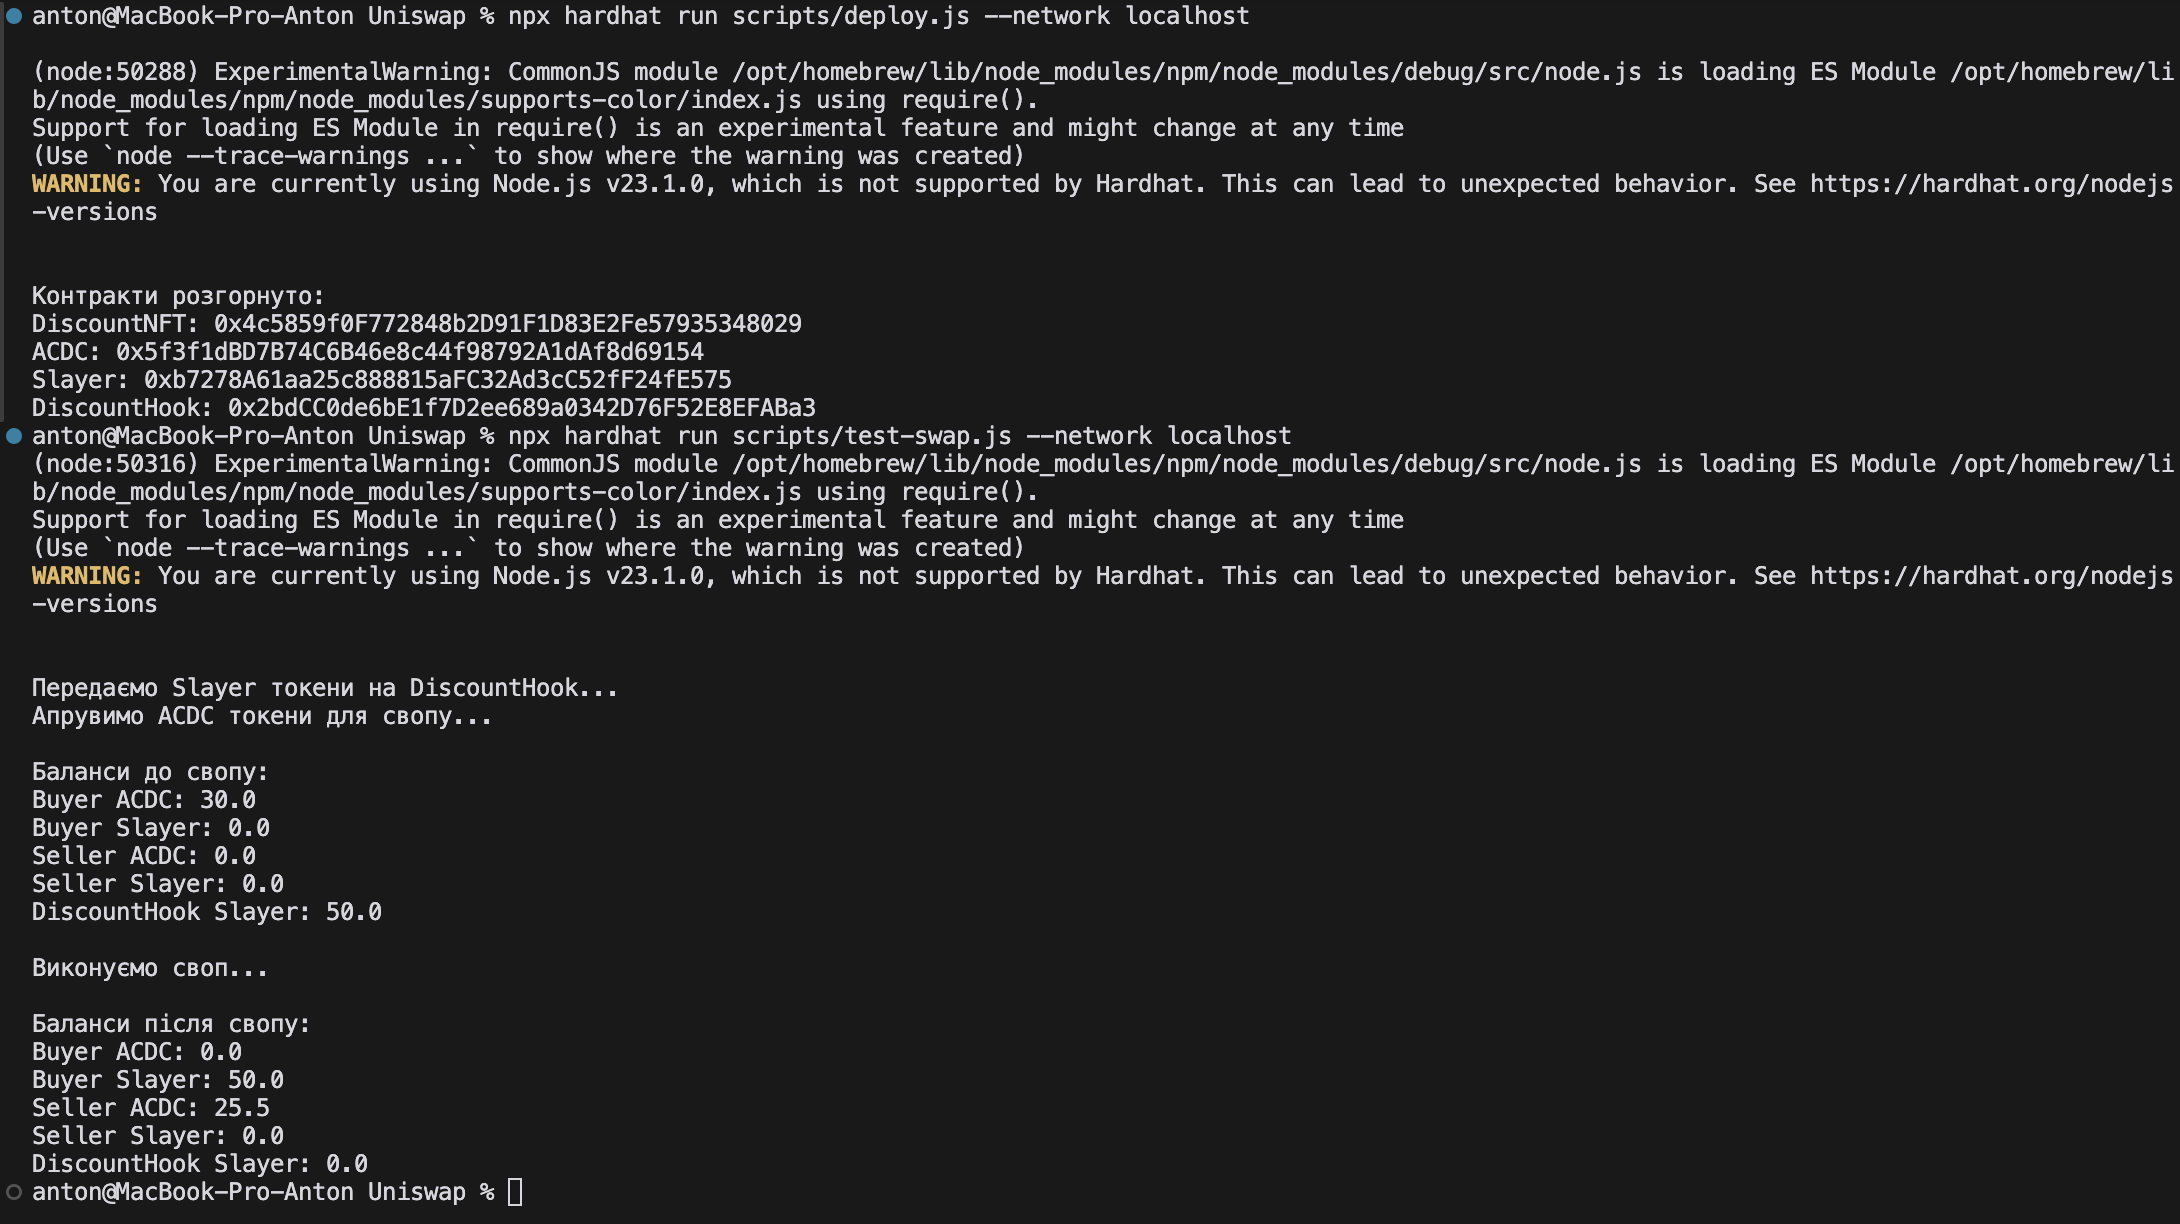 anton@MacBook-Pro-Anton Uniswap % npx hardhat run scripts/deploy.js --network localhost
(node:50288) ExperimentalWarning: CommonJS module /opt/homebrew/lib/node_modules/npm/node_modules/debug/src/node.js is loading ES Module /opt/homebrew/li
b/node_modules/npm/node_modules/supports-color/index.js using require().
Support for loading ES Module in require() is an experimental feature and might change at any time
(Use `node --trace-warnings ...` to show where the warning was created)
WARNING: You are currently using Node.js v23.1.0, which is not supported by Hardhat. This can lead to unexpected behavior. See https://hardhat.org/nodejs
-versions
Контракти розгорнуто:
DiscountNFT: 0x4c5859f0F772848b2D91F1D83E2Fe57935348029
ACDC: 0x5f3f1dBD7B74C6B46e8c44f98792A1dAf8d69154
Slayer: 0xb7278A61aa25c888815aFC32Ad3cC52fF24fE575
DiscountHook: 0x2bdCC0de6bE1f7D2ee689a0342D76F52E8EFABa3
anton@MacBook-Pro-Anton Uniswap % npx hardhat run scripts/test-swap.js --network localhost
(node:50316) ExperimentalWarning: CommonJS module /opt/homebrew/lib/node_modules/npm/node_modules/debug/src/node.js is loading ES Module /opt/homebrew/li
b/node_modules/npm/node_modules/supports-color/index.js using require().
Support for loading ES Module in require() is an experimental feature and might change at any time
(Use `node --trace-warnings ...` to show where the warning was created)
WARNING: You are currently using Node.js v23.1.0, which is not supported by Hardhat. This can lead to unexpected behavior. See https://hardhat.org/nodejs
-versions
Передаємо Slayer токени на DiscountHook...
Апрувимо ACDC токени для свопу...
Баланси до свопу:
Buyer ACDC: 30.0
Buyer Slayer: 0.0
Seller ACDC: 0.0
Seller Slayer: 0.0
DiscountHook Slayer: 50.0
Виконуємо своп...
Баланси після свопу:
Buyer ACDC: 0.0
Buyer Slayer: 50.0
Seller ACDC: 25.5
Seller Slayer: 0.0
DiscountHook Slayer: 0.0
anton@MacBook-Pro-Anton Uniswap %